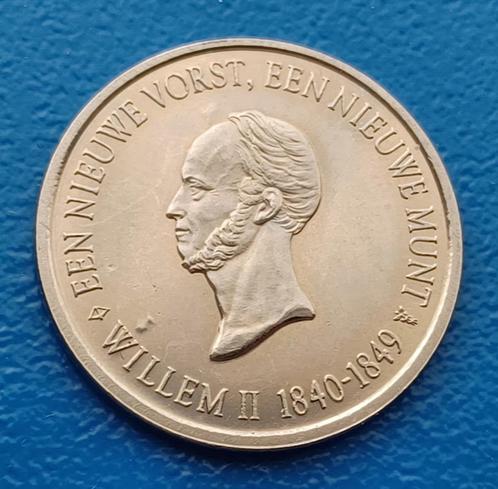 EEN NIEUWE VORST, EEN NIEUWE MUNT
WILLEM II 1840-1849